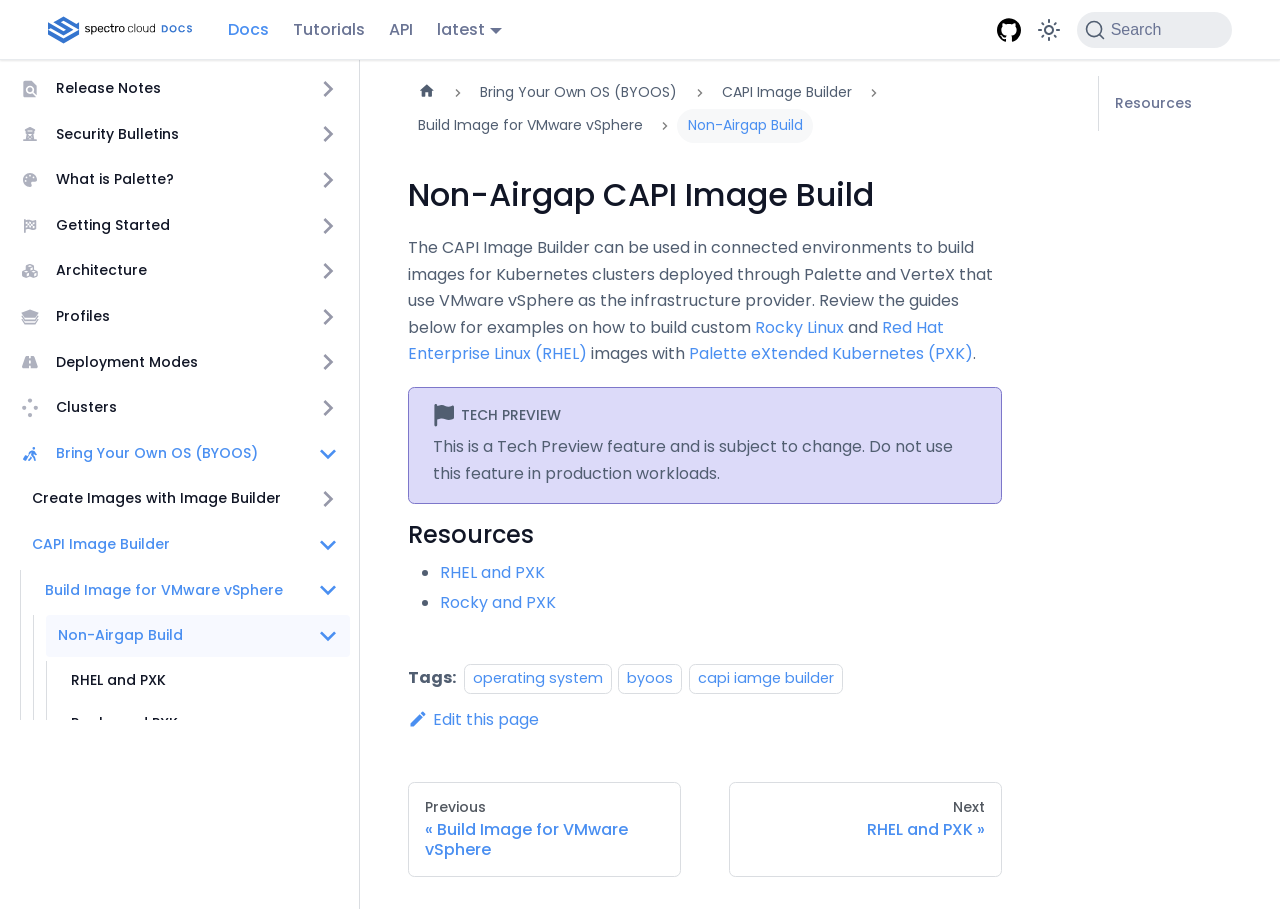 spectro cloud DOCS
Docs
Tutorials
API
latest
Search
Release Notes
Security Bulletins
What is Palette?
Getting Started
Architecture
Profiles
Deployment Modes
Clusters
Bring Your Own OS (BYOOS)
Create Images with Image Builder
CAPI Image Builder
Build Image for VMware vSphere
Non-Airgap Build
RHEL and PXK
Rocky and PXK
Bring Your Own OS (BYOOS)
CAPI Image Builder
Build Image for VMware vSphere
Non-Airgap Build
Non-Airgap CAPI Image Build
The CAPI Image Builder can be used in connected environments to build
images for Kubernetes clusters deployed through Palette and VerteX that
use VMware vSphere as the infrastructure provider. Review the guides
below for examples on how to build custom Rocky Linux and Red Hat
Enterprise Linux (RHEL) images with Palette eXtended Kubernetes (PXK).
TECH PREVIEW
This is a Tech Preview feature and is subject to change. Do not use
this feature in production workloads.
Resources
RHEL and PXK
Rocky and PXK
Tags: operating system byoos capi iamge builder
Edit this page
Previous
« Build Image for VMware
vSphere
Next
RHEL and PXK »
Resources